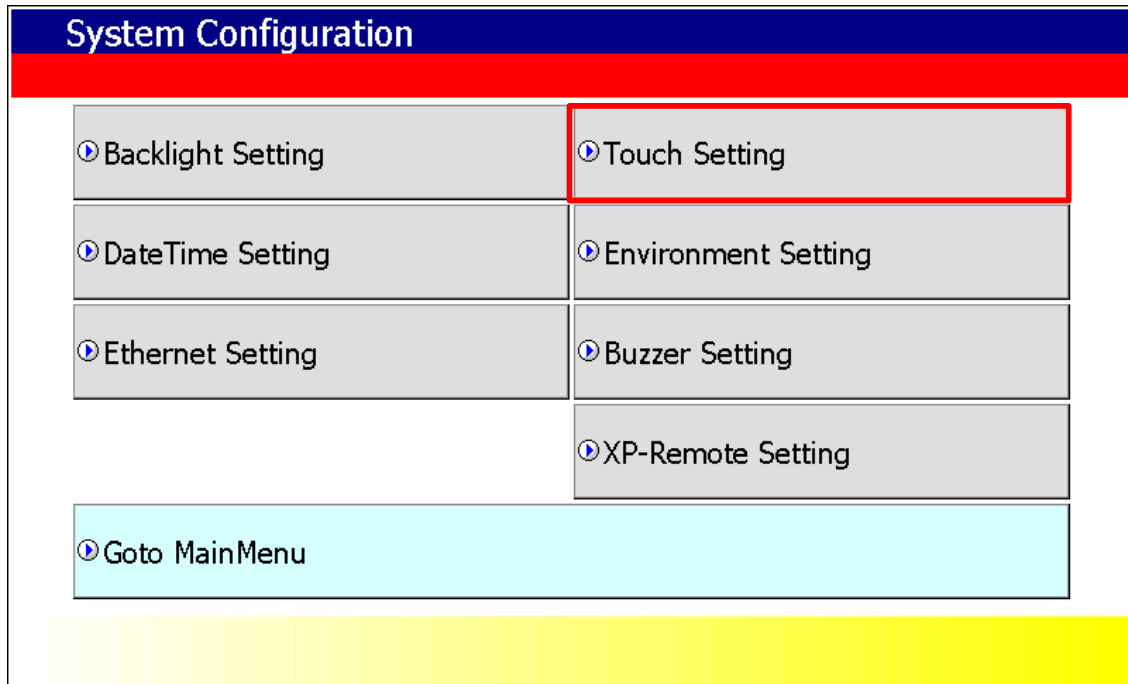 System Configuration
Backlight Setting
Touch Setting
DateTime Setting
Environment Setting
Ethernet Setting
Buzzer Setting
XP-Remote Setting
Goto MainMenu